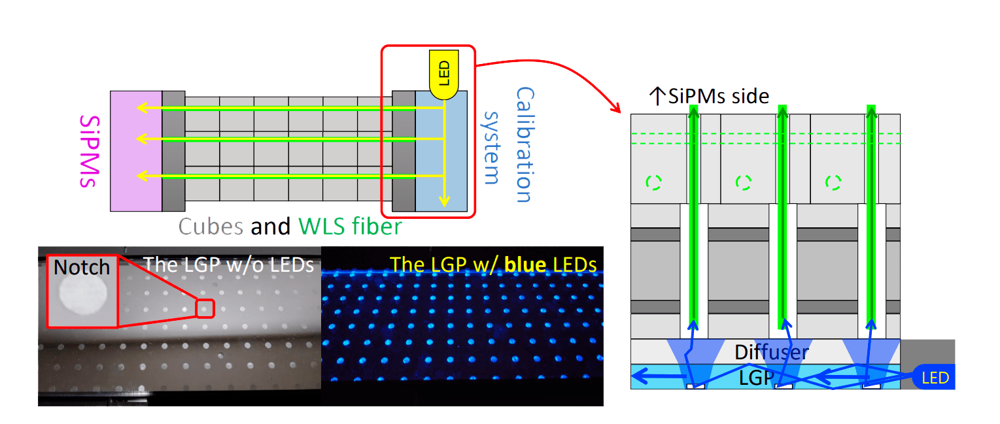 LED
SiPMs
Calibration
system
Cubes and WLS fiber
↑SiPMs side
Notch
The LGP w/o LEDs
The LGP w/ blue LEDs
Diffuser
LGP
LED